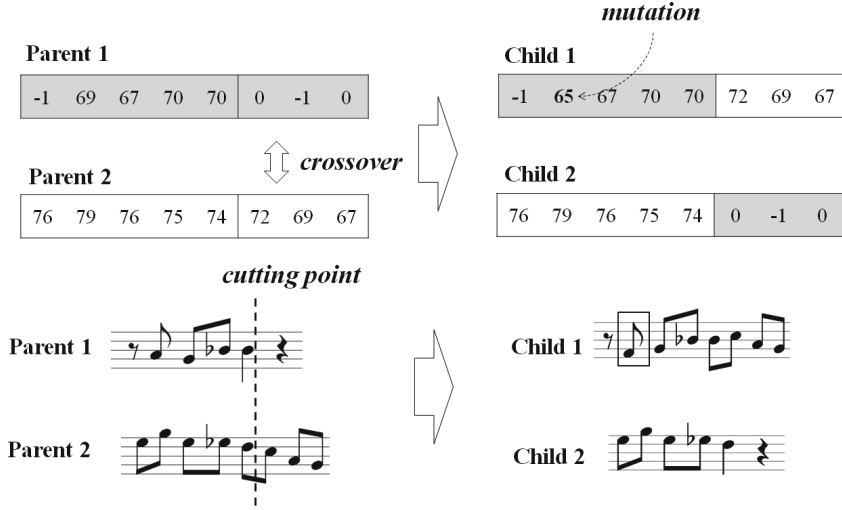 mutation
Parent 1
Child 1
-1 69 67 70 70 0 -1 0
-1 65 67 70 70 72 69 67
crossover
Parent 2
Child 2
76 79 76 75 74 72 69 67
76 79 76 75 74 0 -1 0
cutting point
Parent 1
Child 1
Parent 2
Child 2